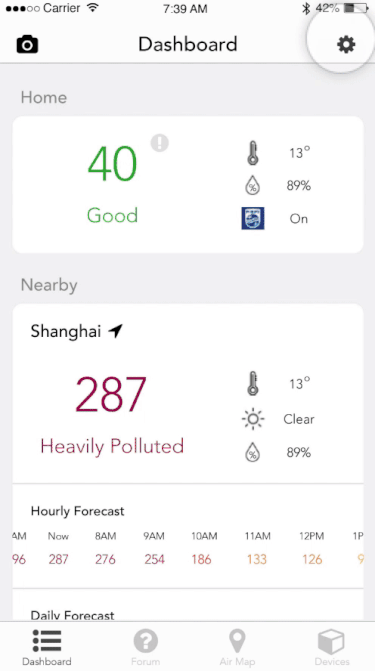 Carrier 7:39 AM 42%
Dashboard
Home
40
Good
13°
%
89%
On
Nearby
Shanghai
287
Heavily Polluted
13°
Clear
%
89%
Hourly Forecast
AM Now 8AM 9AM 10AM 11AM 12PM 1P
96 287 276 254 186 133 126 9
Daily Forecast
Dashboard Forum Air Map Devices